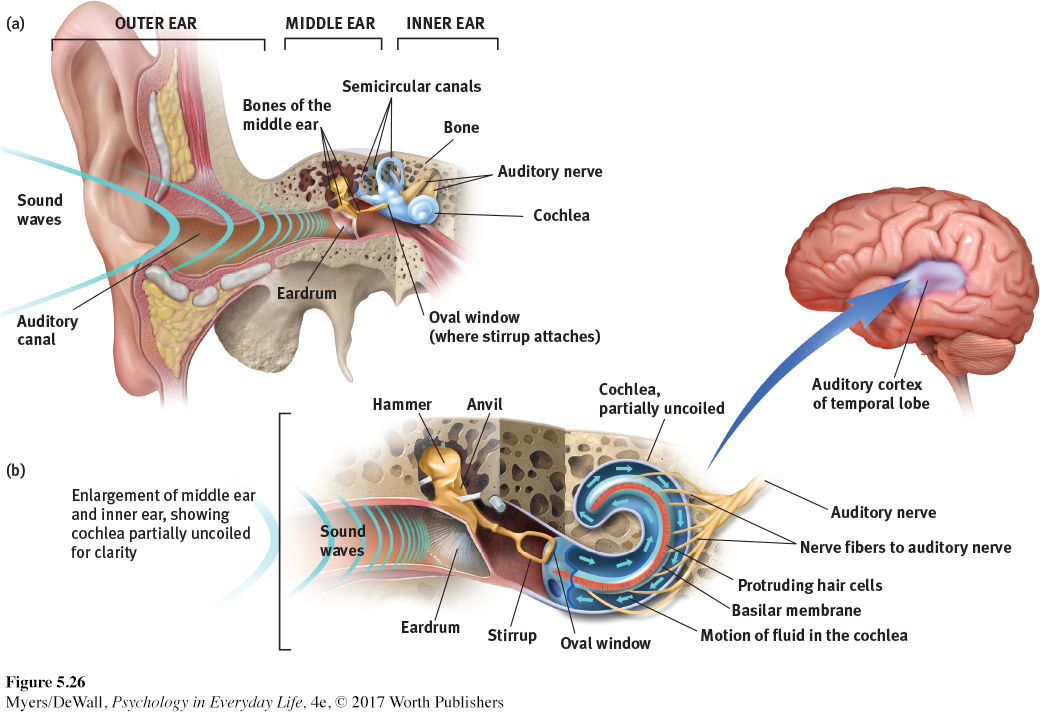 (a)
OUTER EAR
MIDDLE EAR
INNER EAR
Semicircular canals
Bones of the
middle ear
Bone
Auditory nerve
Sound
waves
Cochlea
Eardrum
Auditory
canal
Oval window
(where stirrup attaches)
Auditory cortex
of temporal lobe
(b)
Hammer
Anvil
Cochlea,
partially uncoiled
Enlargement of middle ear
and inner ear, showing
cochlea partially uncoiled
for clarity
Sound
waves
Auditory nerve
Nerve fibers to auditory nerve
Protruding hair cells
Basilar membrane
Motion of fluid in the cochlea
Eardrum
Stirrup
Oval window
Figure 5.26
Myers/DeWall, Psychology in Everyday Life, 4e, © 2017 Worth Publishers